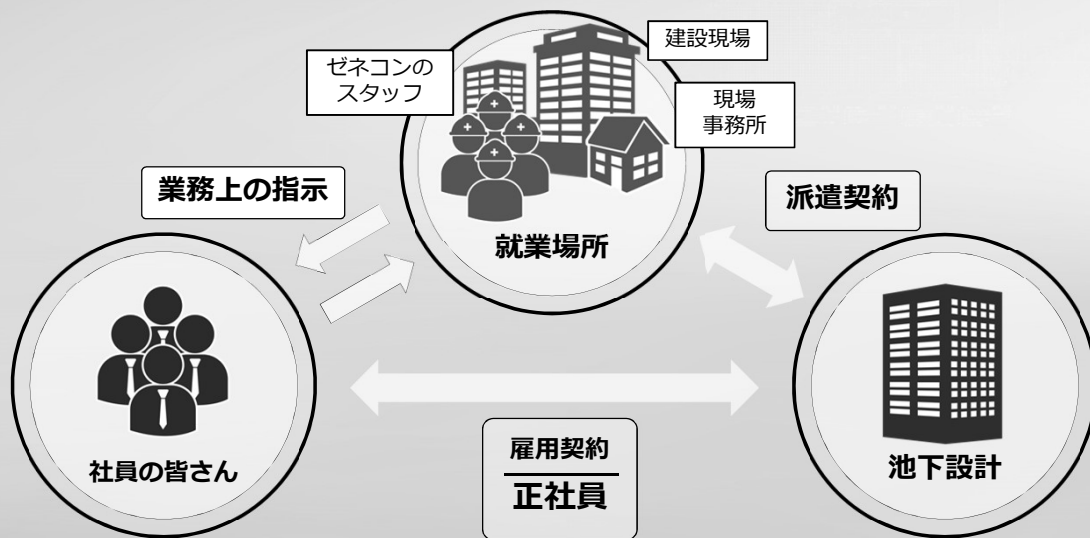 建設現場
ゼネコンの
スタッフ
現場
事務所
業務上の指示
派遣契約
就業場所
社員の皆さん
雇用契約
正社員
池下設計